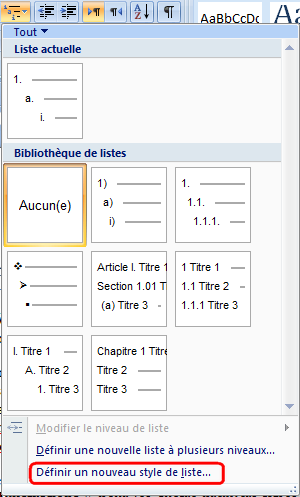 AaBbCcDc
Tout
Liste actuelle
1.
a.
i.
Bibliothèque de listes
Aucun(e)
1)
a)
i)
1.
1.1.
1.1.1.
Article I. Titre 1
Section 1.01 Ti
(a) Titre 3
1 Titre 1
1.1 Titre 2
1.1.1 Titre 3
I. Titre 1
A. Titre 2
1. Titre 3
Chapitre 1 Titre
Titre 2
Titre 3
Modifier le niveau de liste
Définir une nouvelle liste à plusieurs niveaux...
Définir un nouveau style de liste...